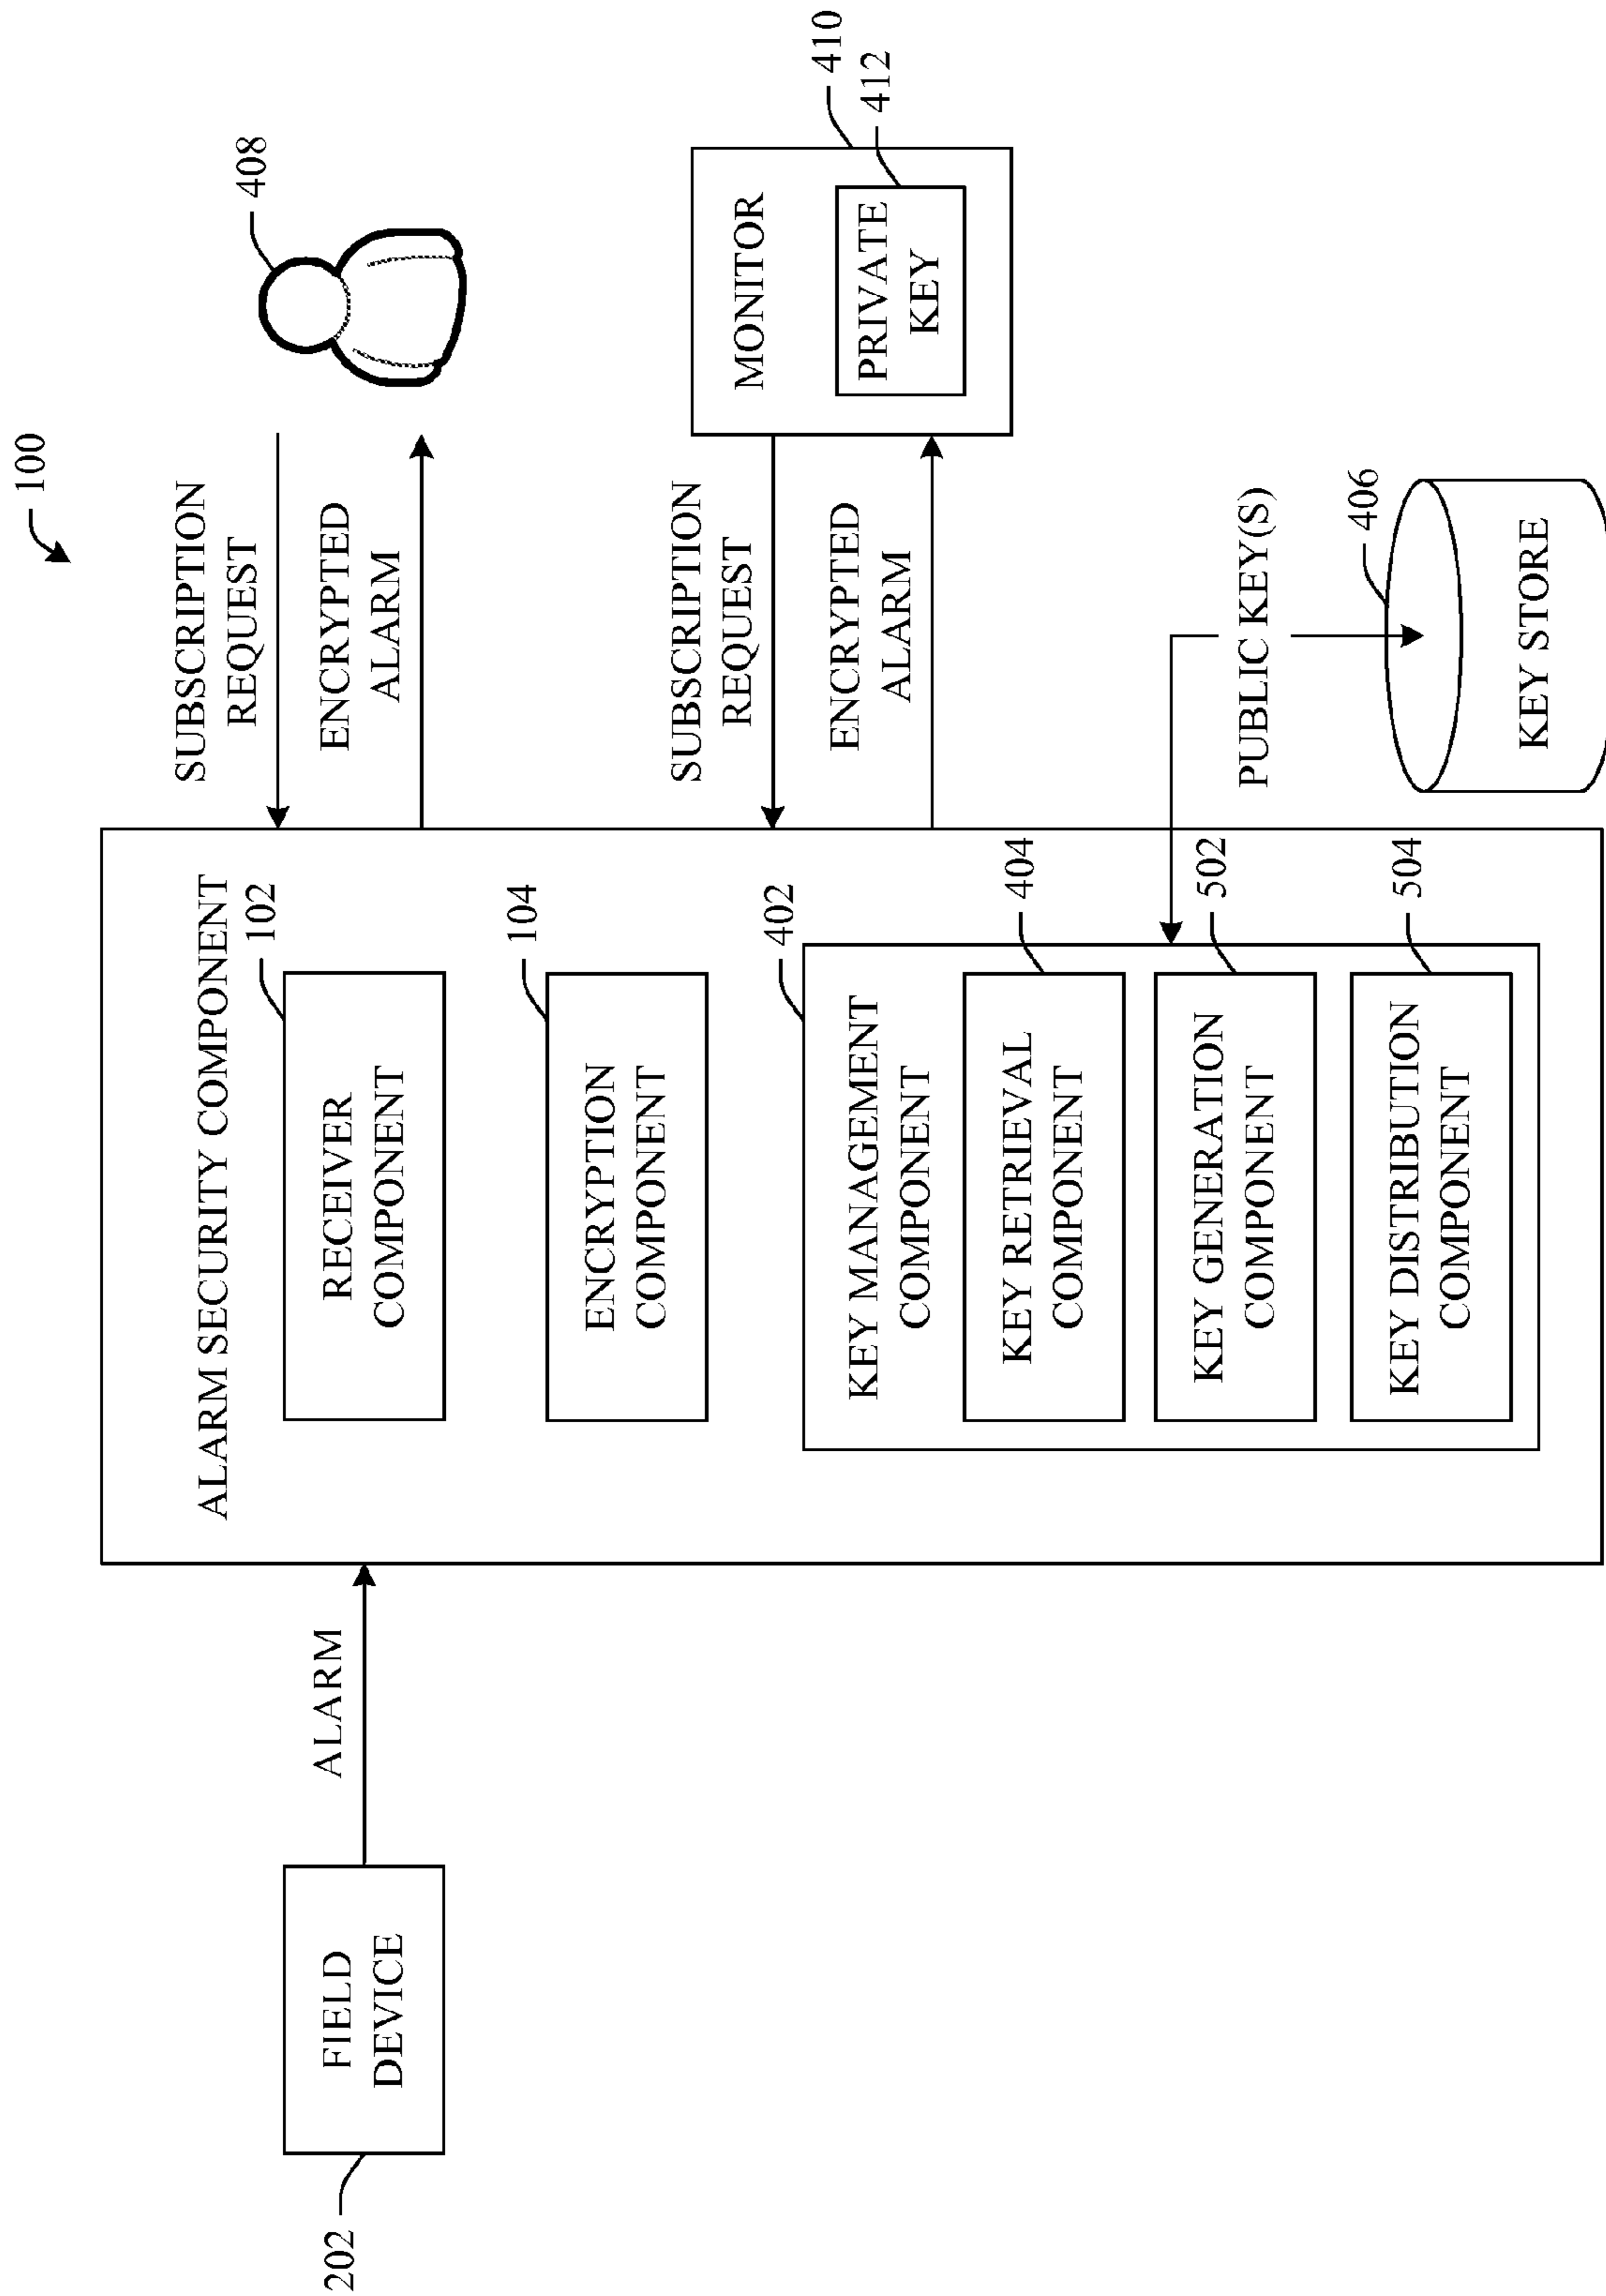 100
ALARM SECURITY COMPONENT
FIELD
DEVICE
202
ALARM
102
RECEIVER
COMPONENT
104
ENCRYPTION
COMPONENT
402
KEY MANAGEMENT
COMPONENT
404
KEY RETRIEVAL
COMPONENT
502
KEY GENERATION
COMPONENT
504
KEY DISTRIBUTION
COMPONENT
SUBSCRIPTION
REQUEST
ENCRYPTED
ALARM
408
SUBSCRIPTION
REQUEST
ENCRYPTED
ALARM
410
412
MONITOR
PRIVATE
KEY
PUBLIC KEY(S)
406
KEY STORE